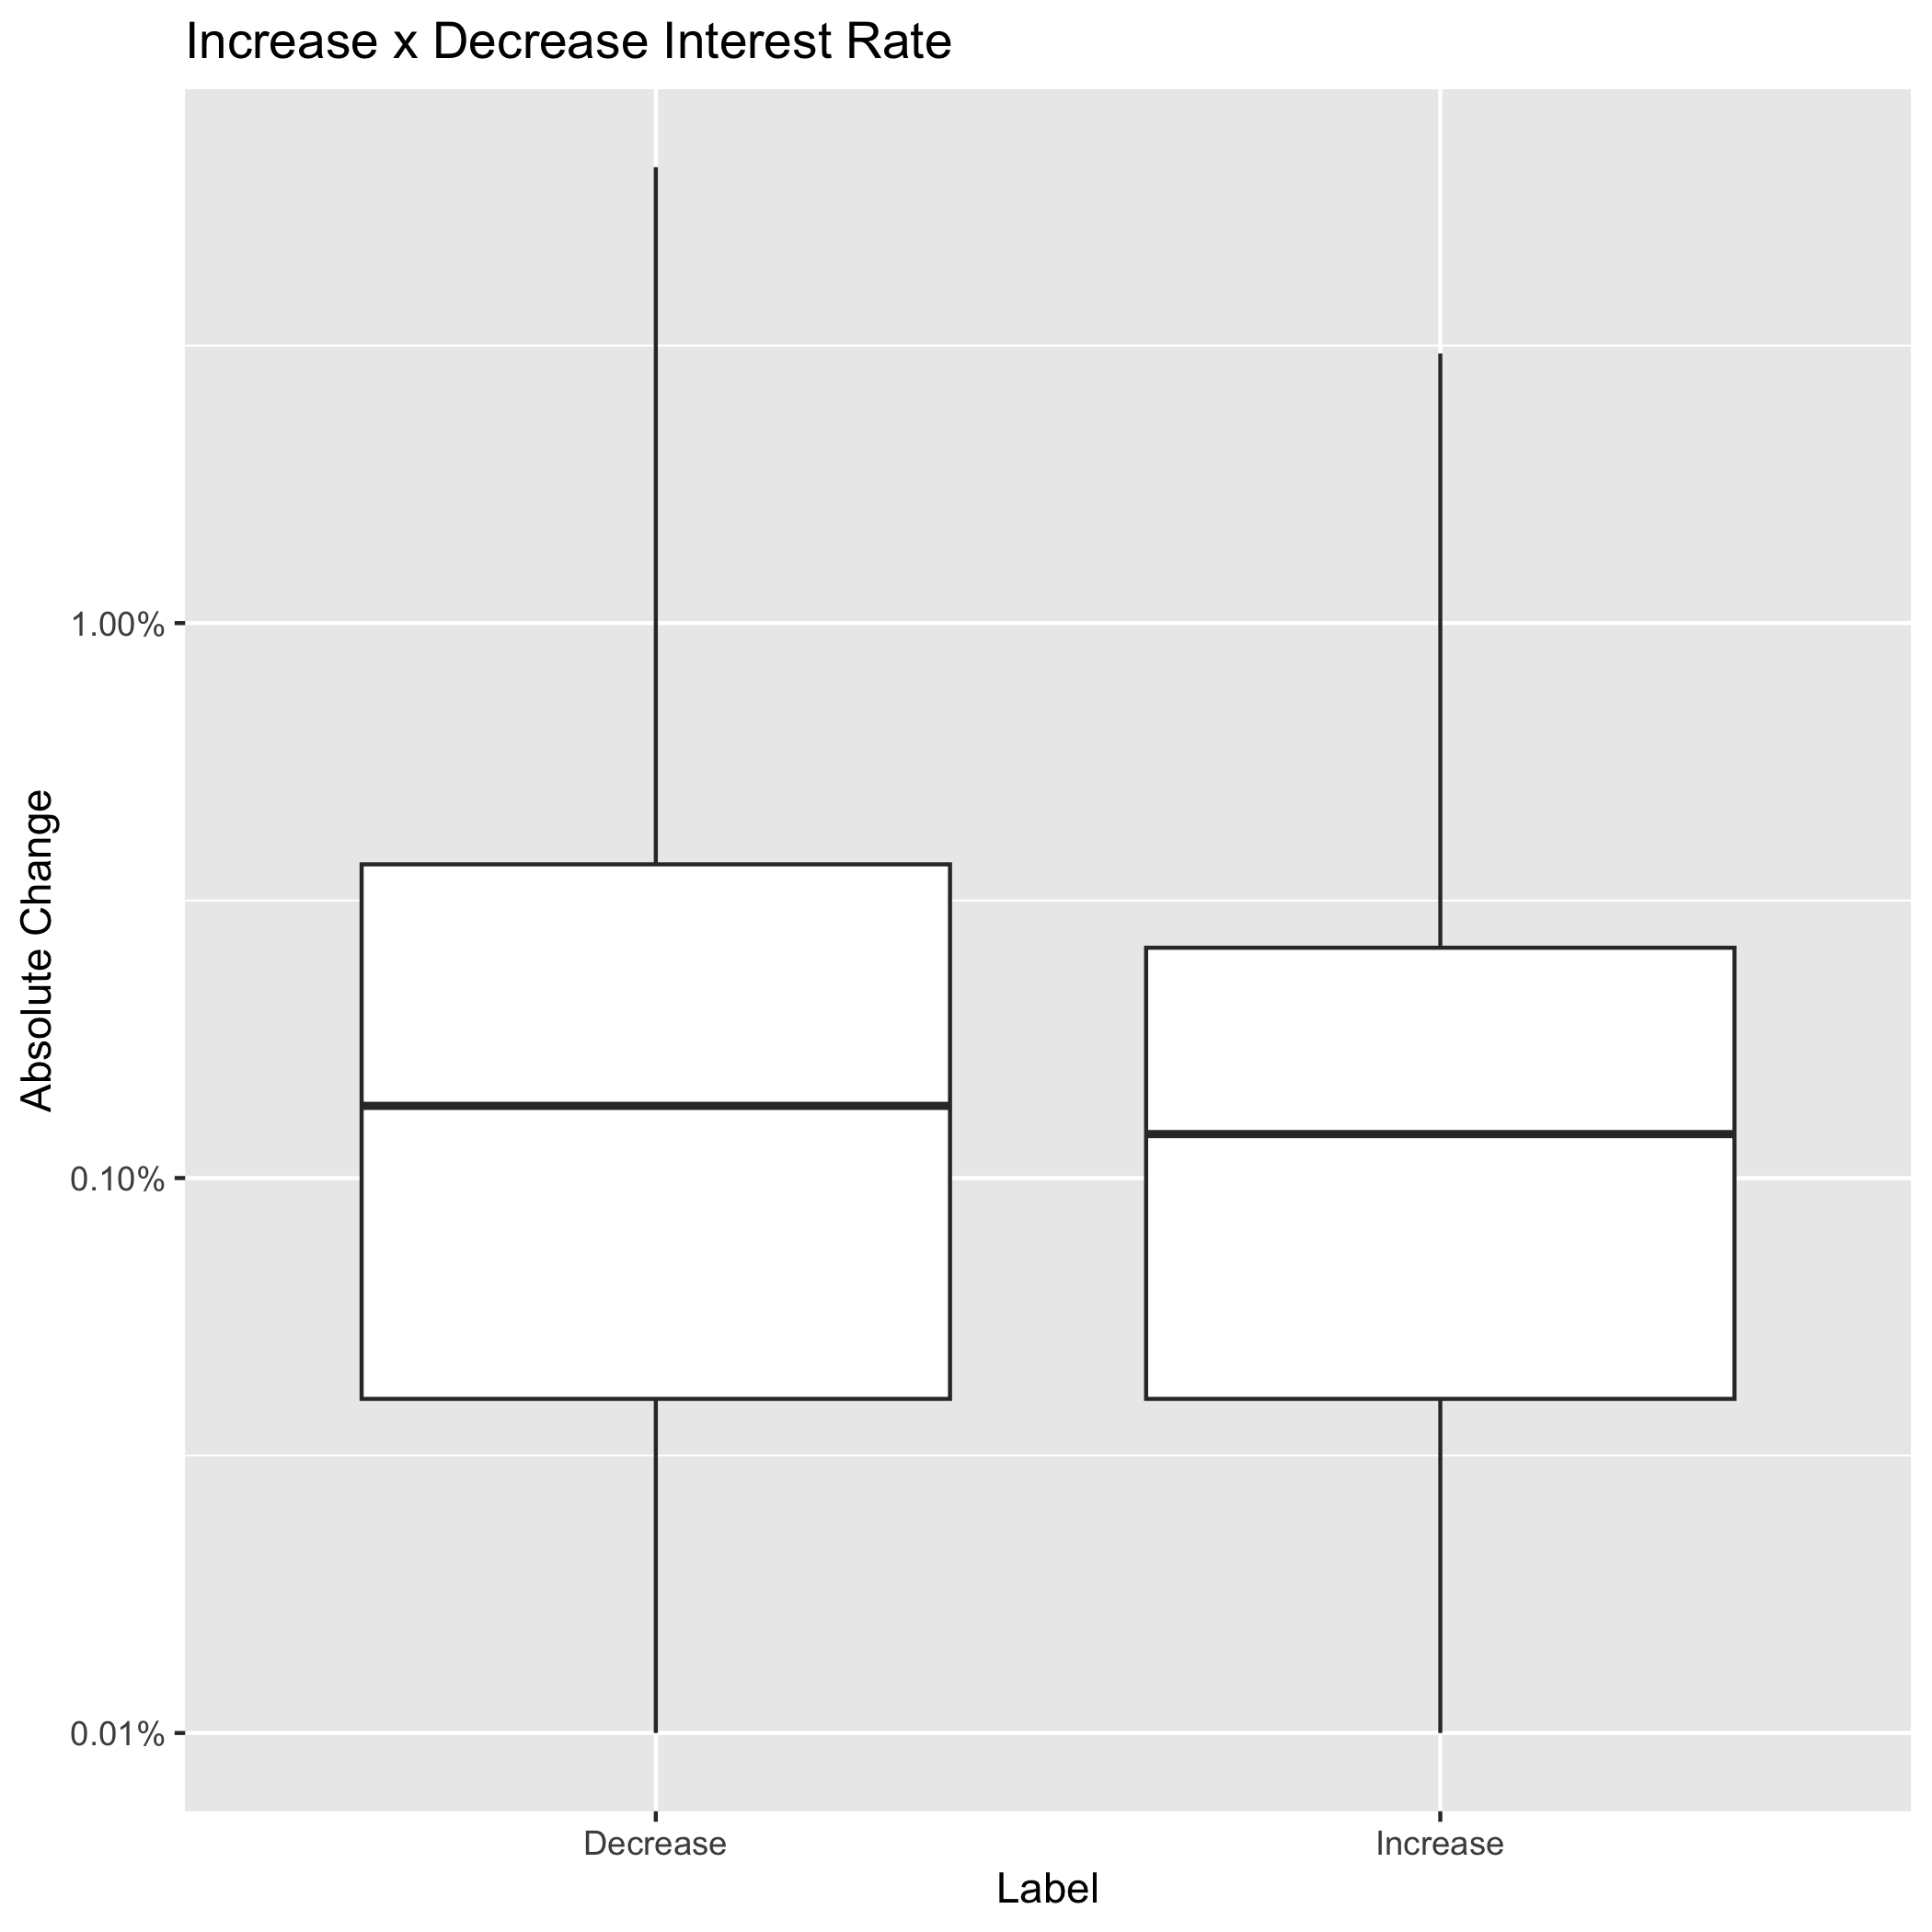 Increase x Decrease Interest Rate
Absolute Change
1.00%
0.10%
0.01%
Decrease
Increase
Label